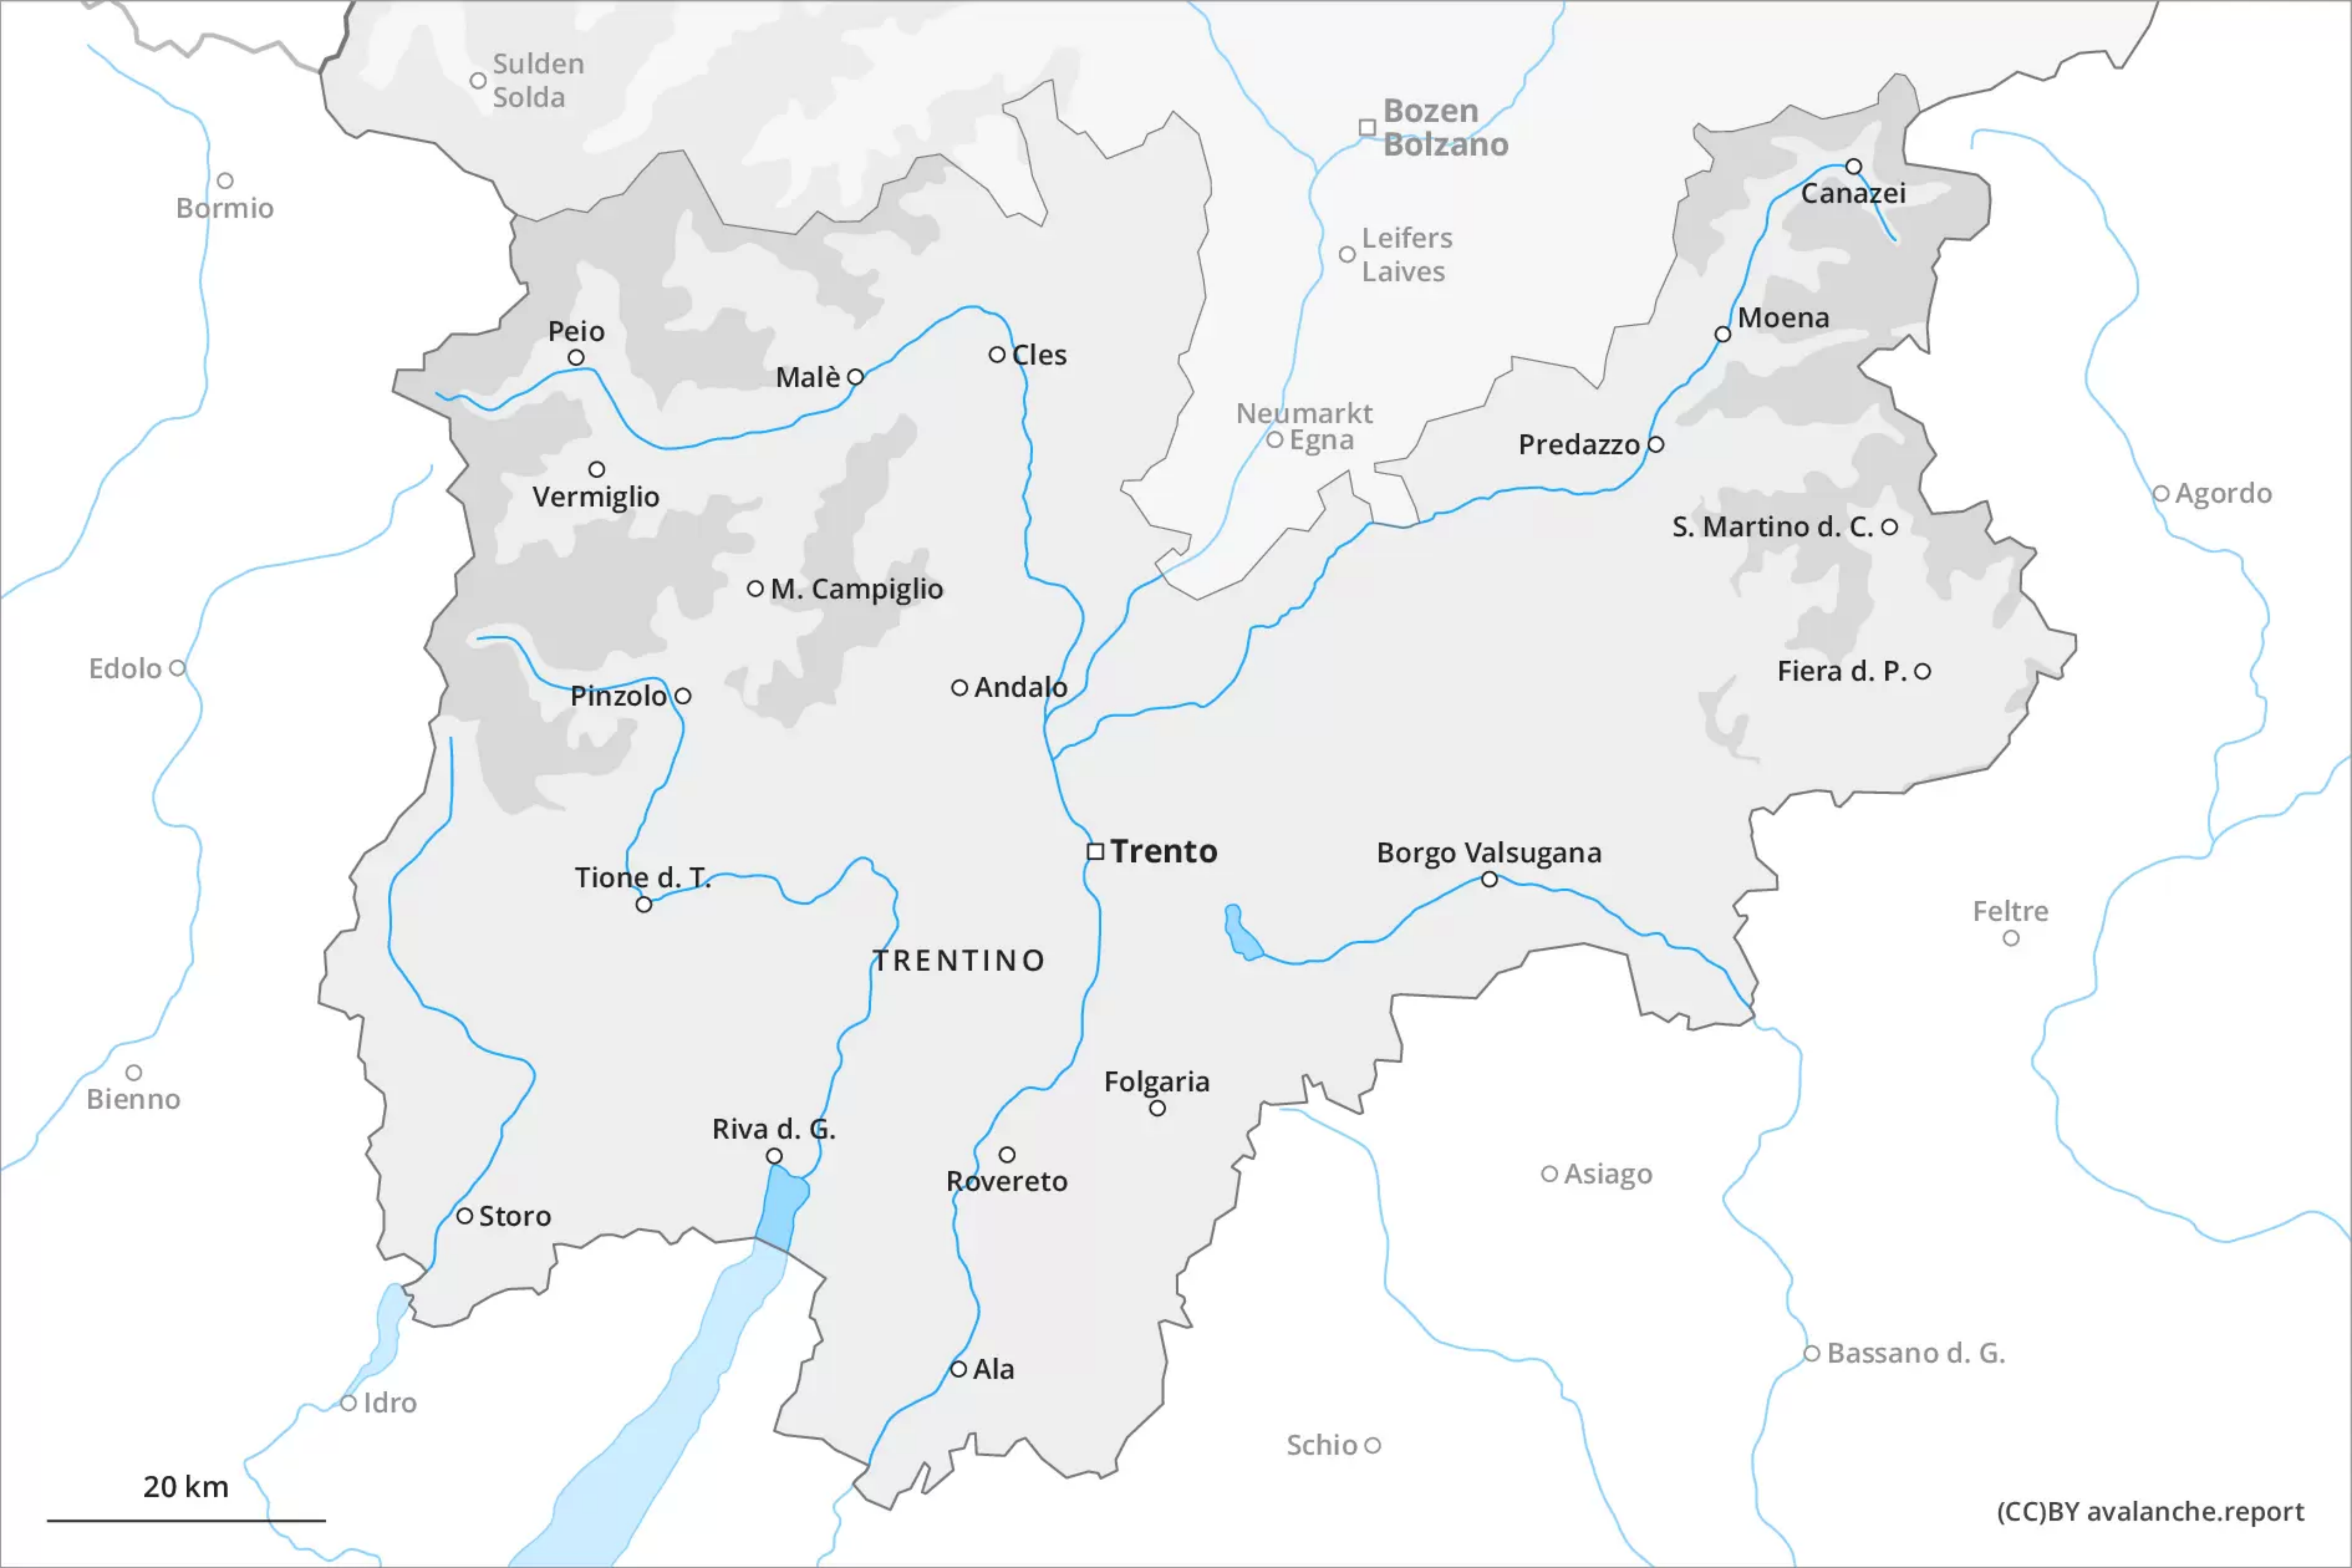 Sulden
Solda
Bozen
Bolzano
Bormio
Canazei
Leifers
Laives
Moena
Peio
Cles
Malè
Neumarkt
Egna
Predazzo
Vermiglio
Agordo
S. Martino d. C.
M. Campiglio
Edolo
Fiera d. P.
Andalo
Pinzolo
Trento
Borgo Valsugana
Tione d. T.
Feltre
TRENTINO
Folgaria
Bienno
Riva d. G.
Asiago
Rovereto
Storo
Bassano d. G.
Ala
Idro
Schio
20 km
(CC)BY avalanche.report